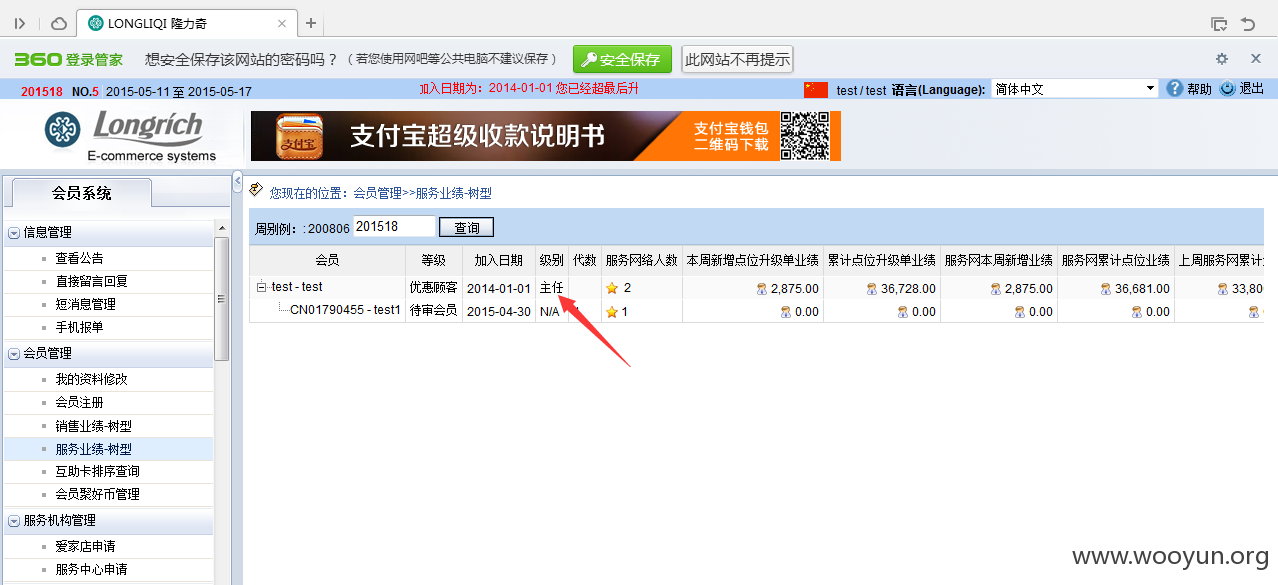 LONGLIQI 隆力奇
360登录管家 想安全保存该网站的密码吗？（若您使用网吧等公共电脑不建议保存） 安全保存 此网站不再提示
201518 NO.5 2015-05-11 至 2015-05-17 加入日期为：2014-01-01 您已经超最后升 test / test 语言(Language): 简体中文 帮助 退出
Longrich
E-commerce systems
支付宝
支付宝超级收款说明书
支付宝钱包
二维码下载
会员系统
信息管理
查看公告
直接留言回复
短消息管理
手机报单
会员管理
我的资料修改
会员注册
销售业绩-树型
服务业绩-树型
互助卡排序查询
会员聚好币管理
服务机构管理
爱家店申请
服务中心申请
您现在的位置：会员管理>>服务业绩-树型
周别例：:200806 201518 查询
会员 等级 加入日期 级别 代数 服务网络人数 本周新增点位升级单业绩 累计点位升级单业绩 服务网本周新增业绩 服务网累计点位业绩 上周服务网累计
test - test 优惠顾客 2014-01-01 主任 2 2,875.00 36,728.00 2,875.00 36,681.00 33,80
CN01790455 - test1 待审会员 2015-04-30 N/A 1 0.00 0.00 0.00 0.00
www.wooyun.org